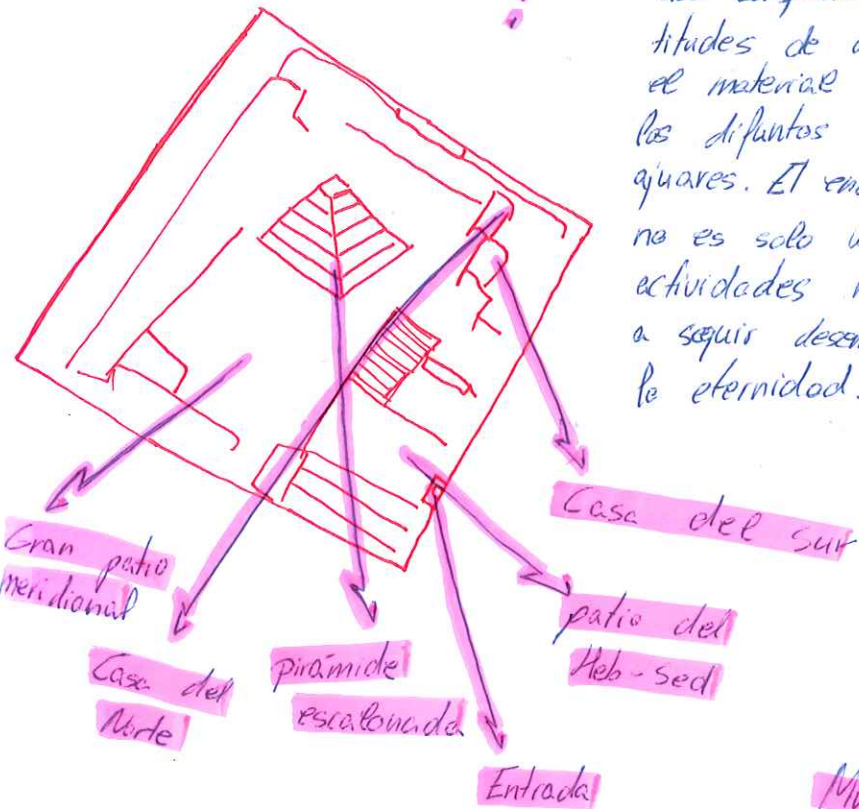 titudes de
el material
los difuntos
ajuares. El
no es solo
actividades
a seguir
la eternidad.
Casa del Sur
Gran patio
meridional
patio del
Heb-Sed
Casa del
Norte
pirámide
escalonada
Entrada